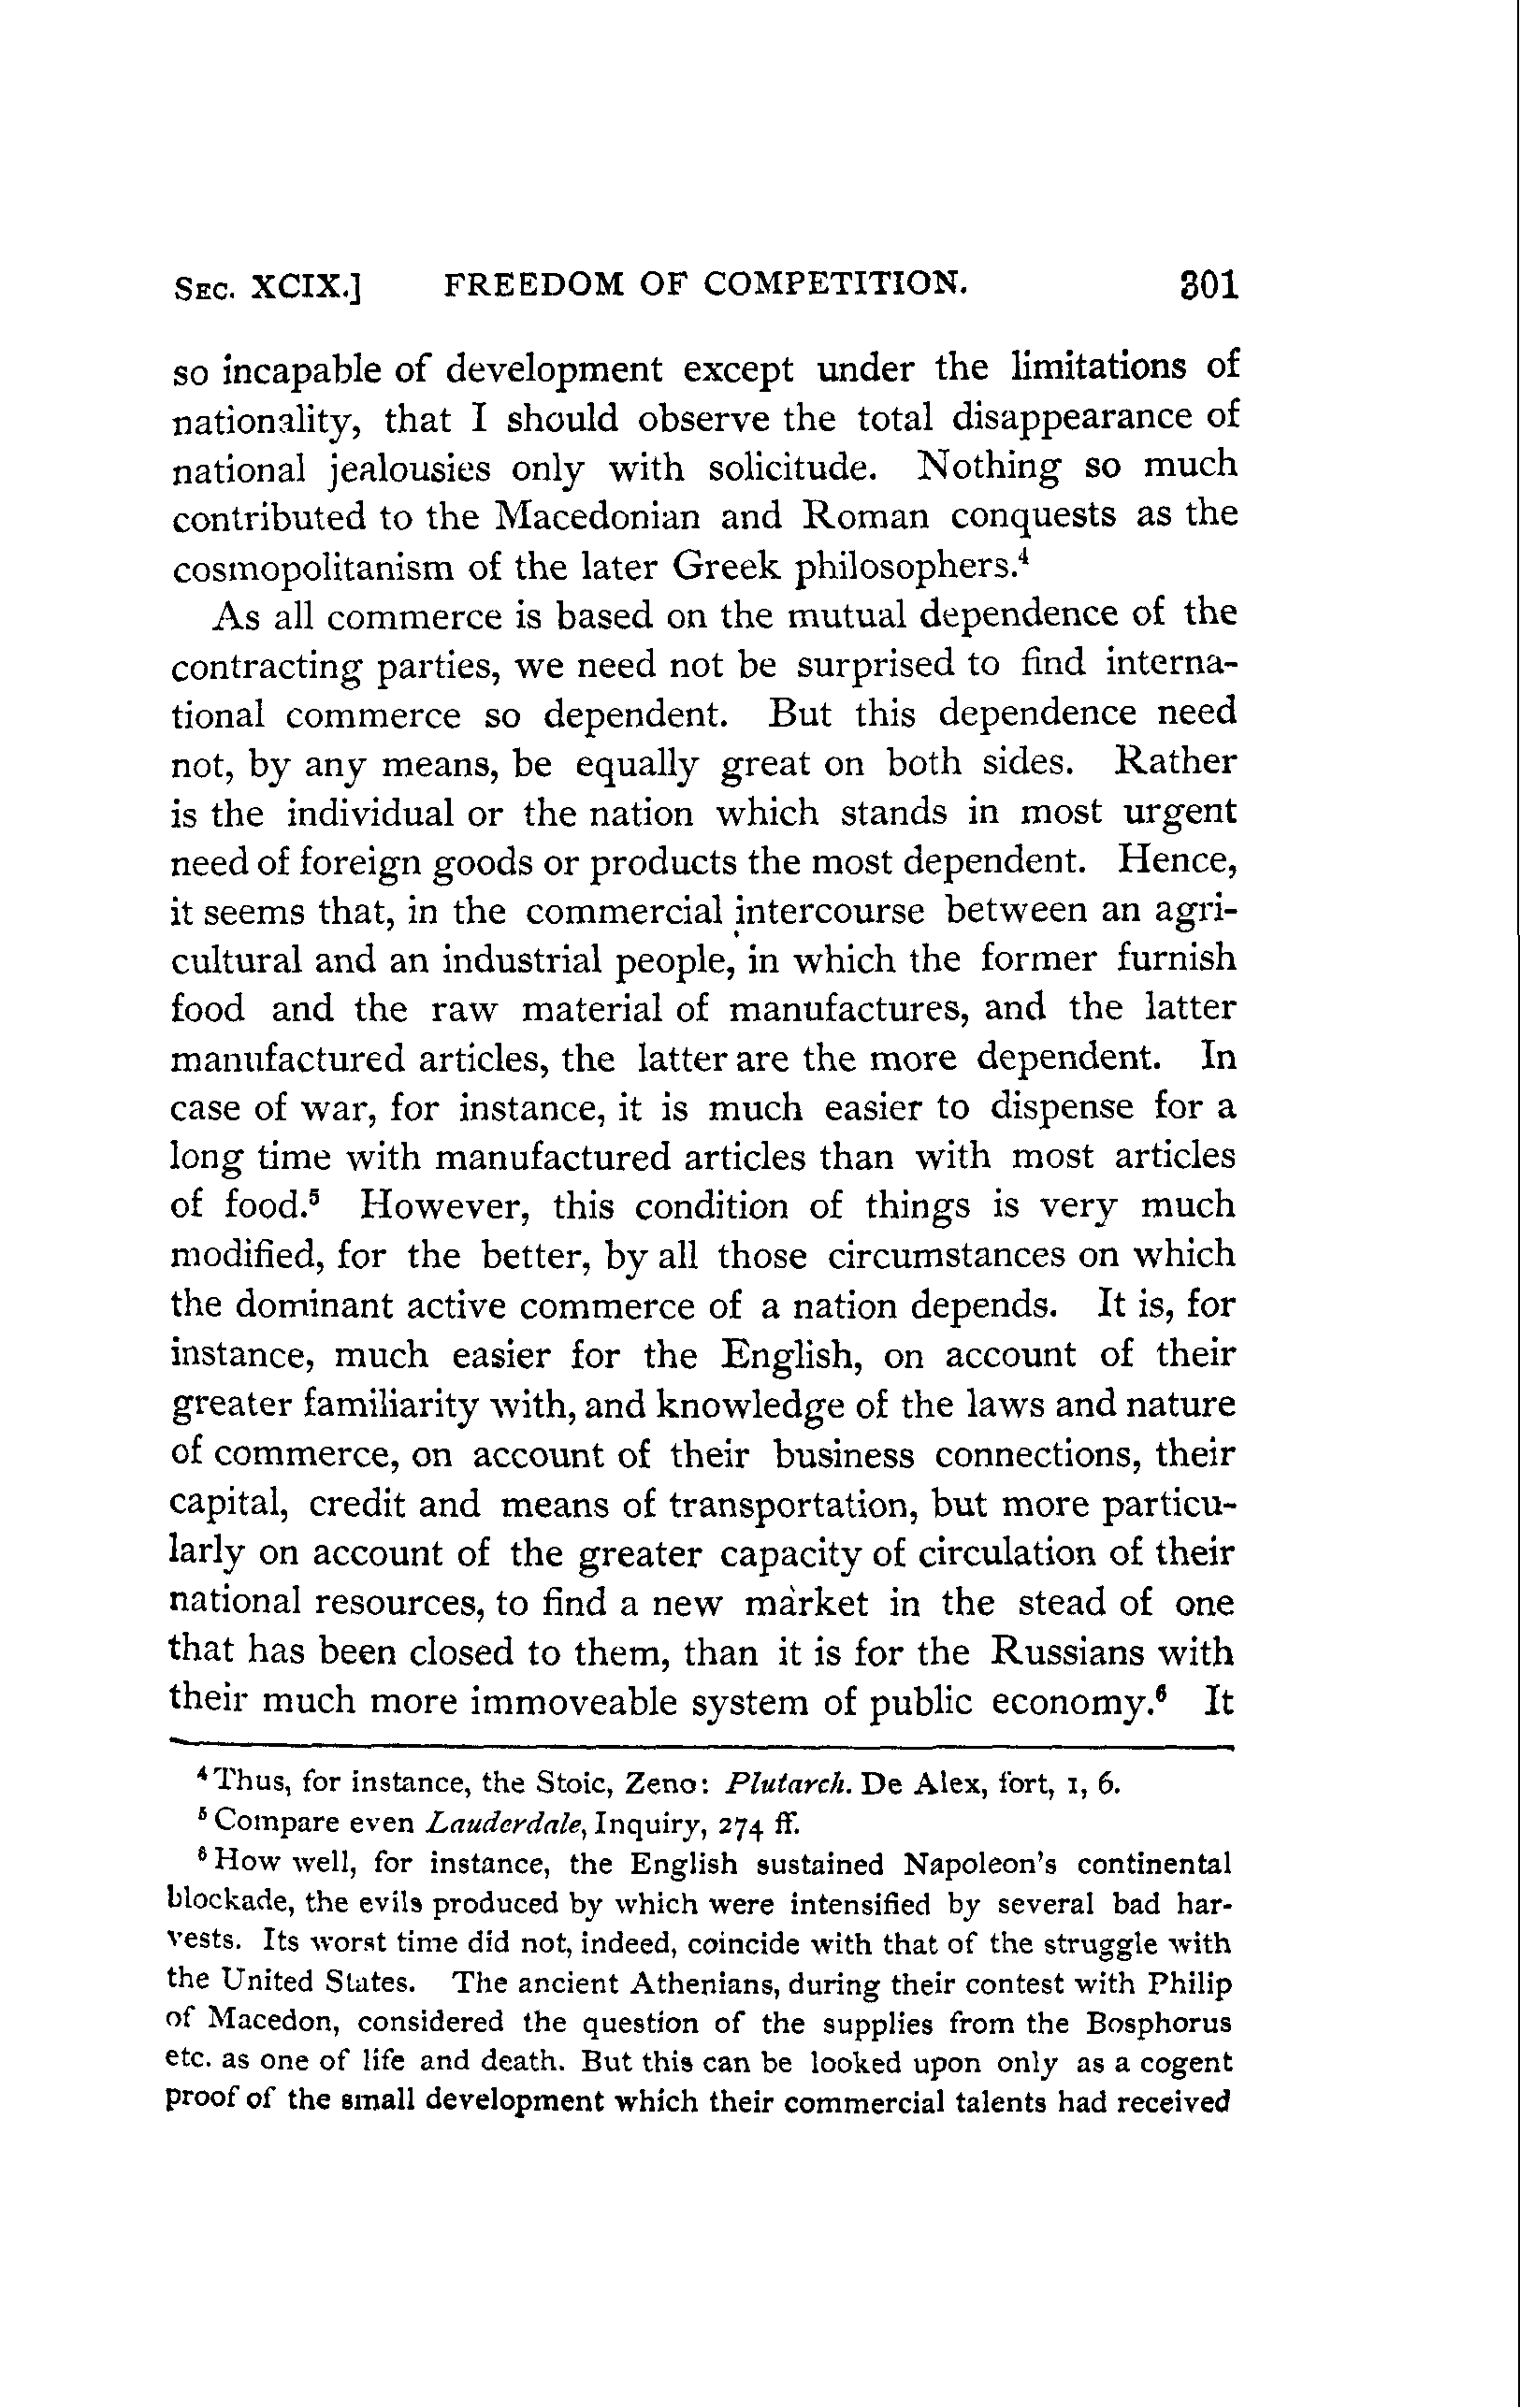 SEC. XCIX.] FREEDOM OF COMPETITION. 301
so incapable of development except under the limitations of
nationality, that I should observe the total disappearance of
national jealousies only with solicitude. Nothing so much
contributed to the Macedonian and Roman conquests as the
cosmopolitanism of the later Greek philosophers.⁴
As all commerce is based on the mutual dependence of the
contracting parties, we need not be surprised to find interna-
tional commerce so dependent. But this dependence need
not, by any means, be equally great on both sides. Rather
is the individual or the nation which stands in most urgent
need of foreign goods or products the most dependent. Hence,
it seems that, in the commercial intercourse between an agri-
cultural and an industrial people, in which the former furnish
food and the raw material of manufactures, and the latter
manufactured articles, the latter are the more dependent. In
case of war, for instance, it is much easier to dispense for a
long time with manufactured articles than with most articles
of food.⁵ However, this condition of things is very much
modified, for the better, by all those circumstances on which
the dominant active commerce of a nation depends. It is, for
instance, much easier for the English, on account of their
greater familiarity with, and knowledge of the laws and nature
of commerce, on account of their business connections, their
capital, credit and means of transportation, but more particu-
larly on account of the greater capacity of circulation of their
national resources, to find a new market in the stead of one
that has been closed to them, than it is for the Russians with
their much more immoveable system of public economy.⁶ It
⁴ Thus, for instance, the Stoic, Zeno: Plutarch. De Alex, fort, 1, 6.
⁵ Compare even Lauderdale, Inquiry, 274 ff.
⁶ How well, for instance, the English sustained Napoleon's continental
blockade, the evils produced by which were intensified by several bad har-
vests. Its worst time did not, indeed, coincide with that of the struggle with
the United States. The ancient Athenians, during their contest with Philip
of Macedon, considered the question of the supplies from the Bosphorus
etc. as one of life and death. But this can be looked upon only as a cogent
proof of the small development which their commercial talents had received